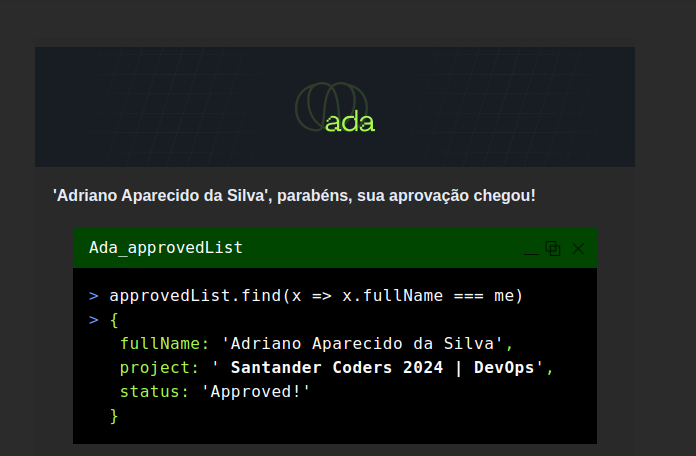 ada
'Adriano Aparecido da Silva', parabéns, sua aprovação chegou!
Ada_approvedList
> approvedList.find(x => x.fullName === me)
> {
fullName: 'Adriano Aparecido da Silva',
project: ' Santander Coders 2024 | DevOps',
status: 'Approved!'
}